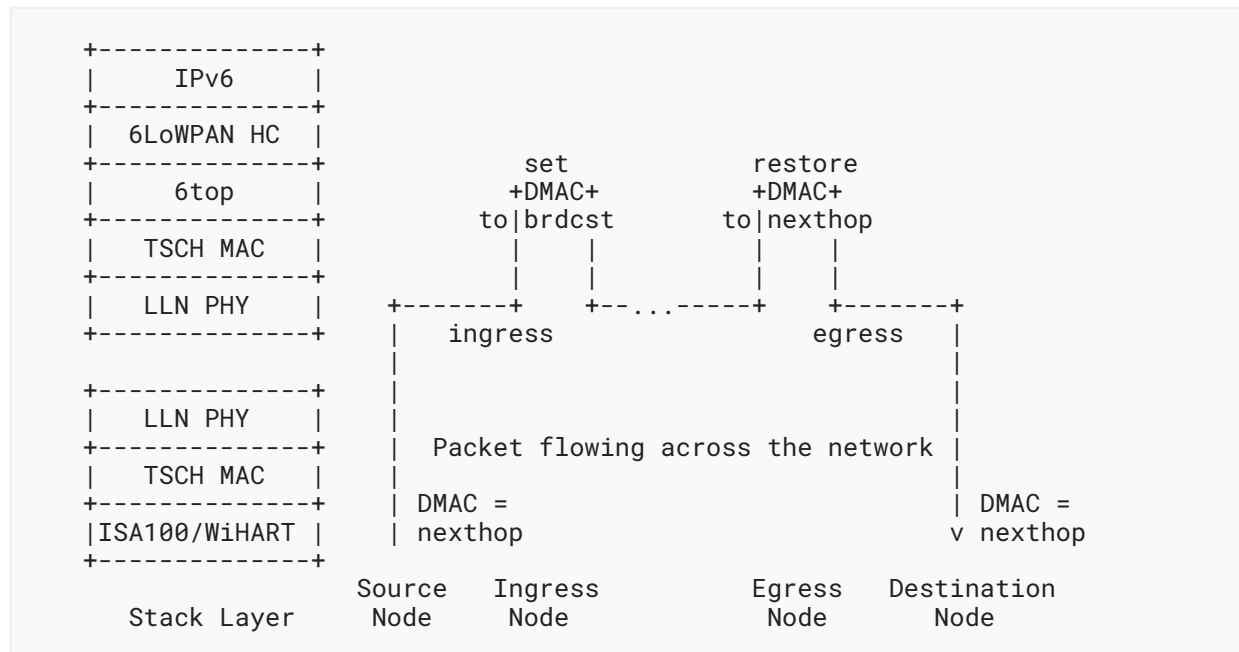 +--------------+
|     IPv6     |
+--------------+
|  6LoWPAN HC  |
+--------------+             set             restore
|     6top     |            +DMAC+          +DMAC+
+--------------+          to|brdcst       to|nexthop
|   TSCH MAC   |            |    |          |    |
+--------------+            |    |          |    |
|   LLN PHY    |    +-------+    +--...-----+    +-------+
+--------------+    |   ingress                 egress   |
                    |                                    |
+--------------+    |                                    |
|   LLN PHY    |    |                                    |
+--------------+    |  Packet flowing across the network |
|   TSCH MAC   |    |                                    |
+--------------+    | DMAC =                             | DMAC =
|ISA100/WiHART |    | nexthop                            v nexthop
+--------------+
                  Source   Ingress          Egress   Destination
   Stack Layer     Node     Node             Node       Node